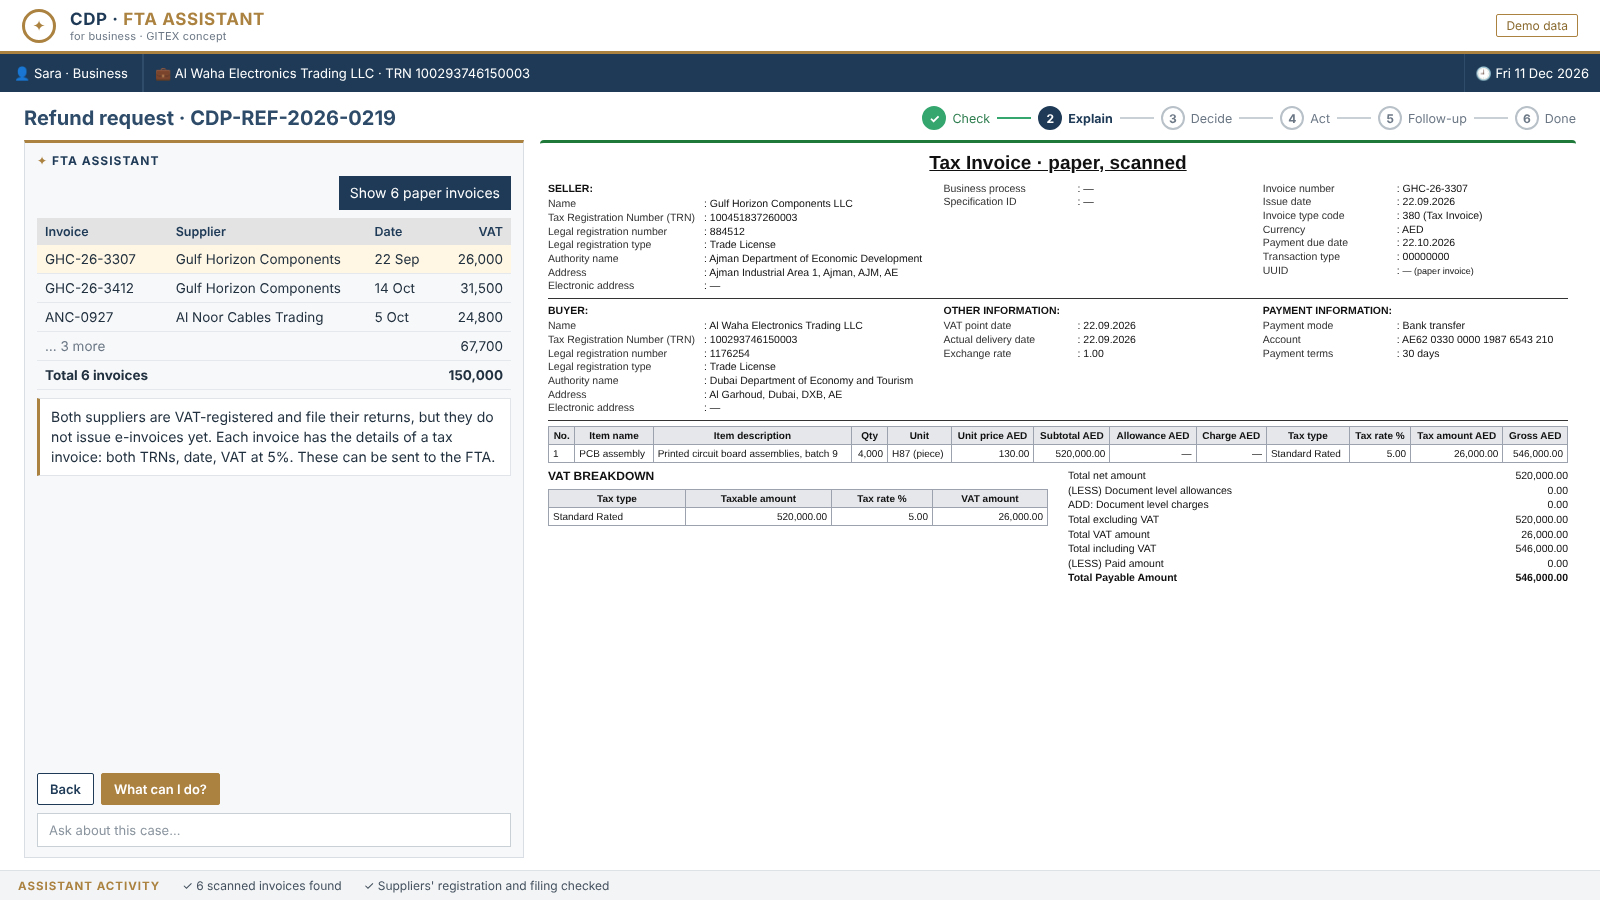 CDP · FTA ASSISTANT
for business · GITEX concept
Demo data
Sara · Business
Al Waha Electronics Trading LLC · TRN 100293746150003
Fri 11 Dec 2026
Refund request · CDP-REF-2026-0219
Check
2 Explain
3 Decide
4 Act
5 Follow-up
6 Done
FTA ASSISTANT
Show 6 paper invoices
Invoice Supplier Date VAT
GHC-26-3307 Gulf Horizon Components 22 Sep 26,000
GHC-26-3412 Gulf Horizon Components 14 Oct 31,500
ANC-0927 Al Noor Cables Trading 5 Oct 24,800
... 3 more 67,700
Total 6 invoices 150,000
Both suppliers are VAT-registered and file their returns, but they do
not issue e-invoices yet. Each invoice has the details of a tax
invoice: both TRNs, date, VAT at 5%. These can be sent to the FTA.
Back
What can I do?
Ask about this case...
Tax Invoice · paper, scanned
SELLER:
Name : Gulf Horizon Components LLC
Tax Registration Number (TRN) : 100451837260003
Legal registration number : 884512
Legal registration type : Trade License
Authority name : Ajman Department of Economic Development
Address : Ajman Industrial Area 1, Ajman, AJM, AE
Electronic address : —
Business process : —
Specification ID : —
Invoice number : GHC-26-3307
Issue date : 22.09.2026
Invoice type code : 380 (Tax Invoice)
Currency : AED
Payment due date : 22.10.2026
Transaction type : 00000000
UUID : — (paper invoice)
BUYER:
Name : Al Waha Electronics Trading LLC
Tax Registration Number (TRN) : 100293746150003
Legal registration number : 1176254
Legal registration type : Trade License
Authority name : Dubai Department of Economy and Tourism
Address : Al Garhoud, Dubai, DXB, AE
Electronic address : —
OTHER INFORMATION:
VAT point date : 22.09.2026
Actual delivery date : 22.09.2026
Exchange rate : 1.00
PAYMENT INFORMATION:
Payment mode : Bank transfer
Account : AE62 0330 0000 1987 6543 210
Payment terms : 30 days
No. Item name Item description Qty Unit Unit price AED Subtotal AED Allowance AED Charge AED Tax type Tax rate % Tax amount AED Gross AED
1 PCB assembly Printed circuit board assemblies, batch 9 4,000 H87 (piece) 130.00 520,000.00 — — Standard Rated 5.00 26,000.00 546,000.00
VAT BREAKDOWN
Tax type Taxable amount Tax rate % VAT amount
Standard Rated 520,000.00 5.00 26,000.00
Total net amount 520,000.00
(LESS) Document level allowances 0.00
ADD: Document level charges 0.00
Total excluding VAT 520,000.00
Total VAT amount 26,000.00
Total including VAT 546,000.00
(LESS) Paid amount 0.00
Total Payable Amount 546,000.00
ASSISTANT ACTIVITY ✓ 6 scanned invoices found ✓ Suppliers' registration and filing checked